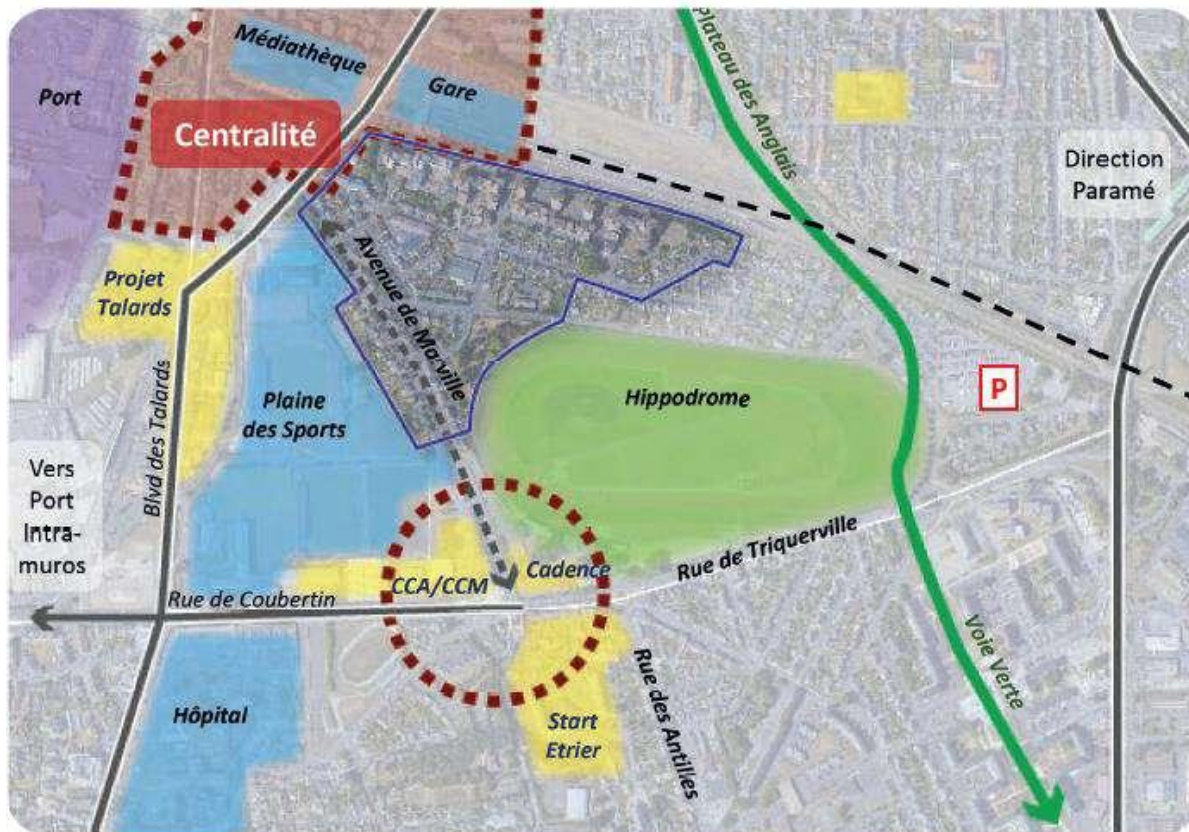 Médiathèque
Gare
Port
Centralité
Plateau des Anglais
Direction
Paramé
Projet
Talards
Avenue de Marville
Plaine
des Sports
Hippodrome
P
Blvd des Talards
Vers
Port
Intra-
muros
Rue de Triquerville
CCA/CCM
Cadence
Rue de Coubertin
Hôpital
Start
Etrier
Rue des Antilles
Voie Verte